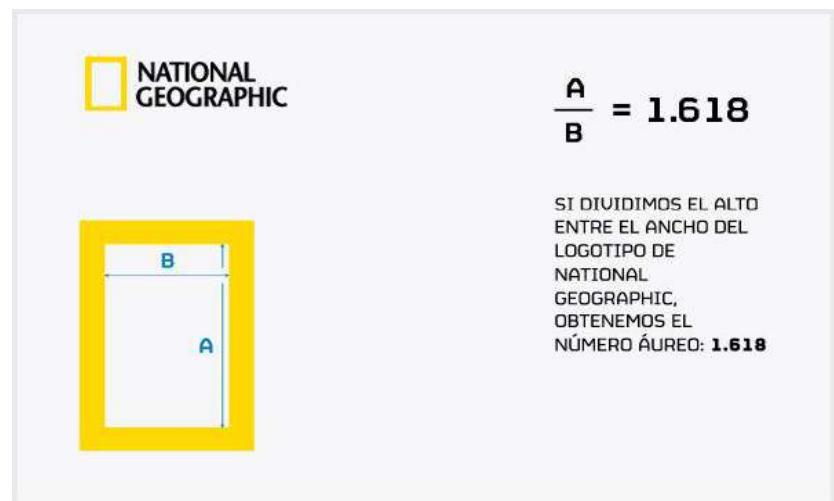 NATIONAL
GEOGRAPHIC
A
B
= 1.618
SI DIVIDIMOS EL ALTO
ENTRE EL ANCHO DEL
LOGOTIPO DE
NATIONAL
GEOGRAPHIC,
OBTENEMOS EL
NÚMERO ÁUREO: 1.618
B
A